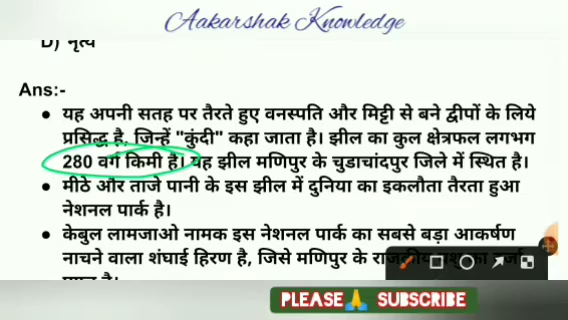 Aakarshak Knowledge
D) नृत्य
Ans:-
• यह अपनी सतह पर तैरते हुए वनस्पति और मिट्टी से बने द्वीपों के लिये
प्रसिद्ध है, जिन्हें "कुंदी" कहा जाता है। झील का कुल क्षेत्रफल लगभग
280 वर्ग किमी है। यह झील मणिपुर के चुडाचांदपुर जिले में स्थित है।
• मीठे और ताजे पानी के इस झील में दुनिया का इकलौता तैरता हुआ
नेशनल पार्क है।
• केबुल लामजाओ नामक इस नेशनल पार्क का सबसे बड़ा आकर्षण
नाचने वाला शंघाई हिरण है, जिसे मणिपुर के
PLEASE🙏 SUBSCRIBE